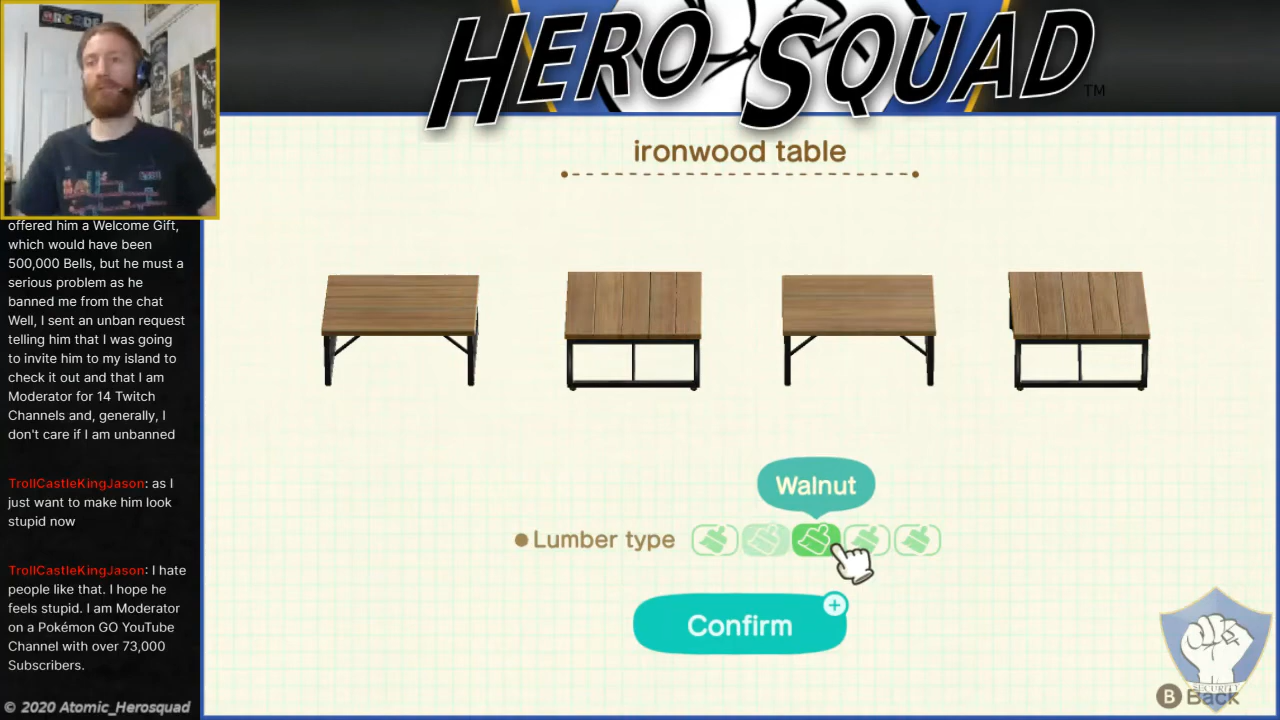 ARCADE
HERO SQUAD
TM
ironwood table
offered him a Welcome Gift,
which would have been
500,000 Bells, but he must a
serious problem as he
banned me from the chat
Well, I sent an unban request
telling him that I was going
to invite him to my island to
check it out and that I am
Moderator for 14 Twitch
Channels and, generally, I
don't care if I am unbanned
TrollCastleKingJason: as I
just want to make him look
stupid now
TrollCastleKingJason: I hate
people like that. I hope he
feels stupid. I am Moderator
on a Pokémon GO YouTube
Channel with over 73,000
Subscribers.
Walnut
Lumber type
Confirm
SECURITY
B Back
© 2020 Atomic_Herosquad